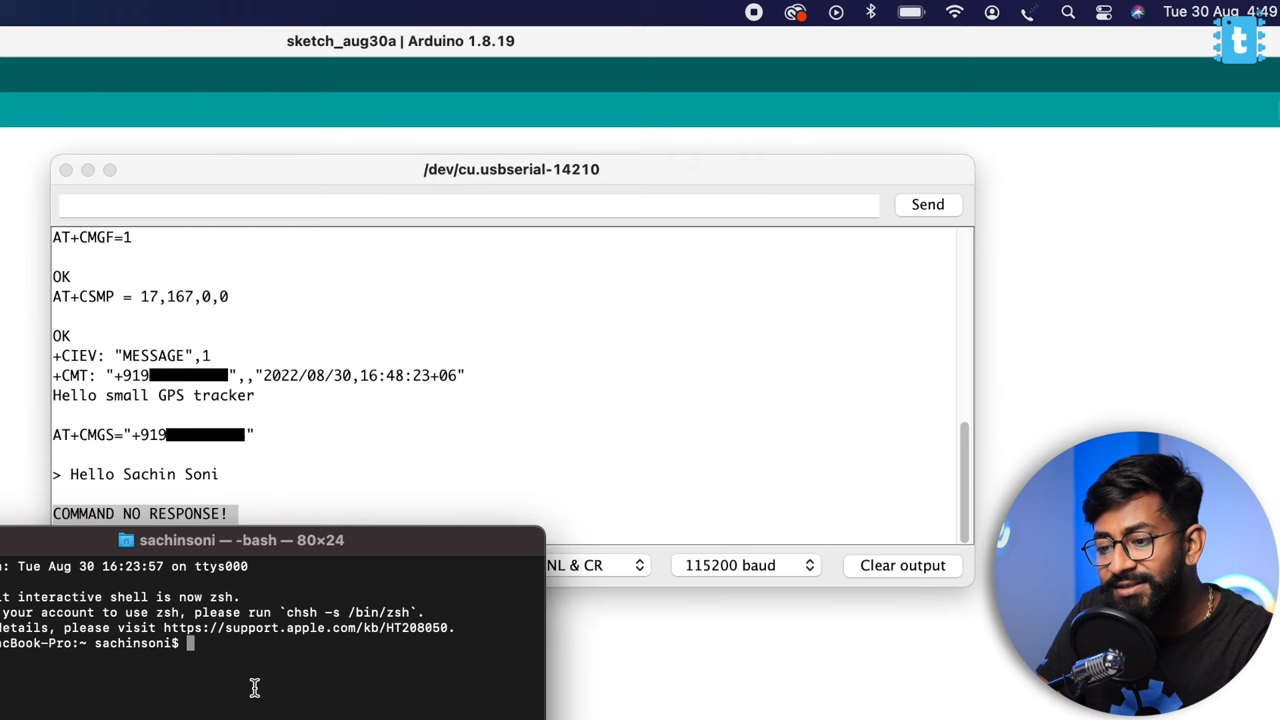 Tue 30 Aug 4:49
sketch_aug30a | Arduino 1.8.19
t
/dev/cu.usbserial-14210
Send
AT+CMGF=1
OK
AT+CSMP = 17,167,0,0
OK
+CIEV: "MESSAGE",1
+CMT: "+919 ",,"2022/08/30,16:48:23+06"
Hello small GPS tracker
AT+CMGS="+919 "
> Hello Sachin Soni
COMMAND NO RESPONSE!
NL & CR
115200 baud
Clear output
sachinsoni — -bash — 80×24
: Tue Aug 30 16:23:57 on ttys000
t interactive shell is now zsh.
your account to use zsh, please run `chsh -s /bin/zsh`.
details, please visit https://support.apple.com/kb/HT208050.
acBook-Pro:~ sachinsoni$